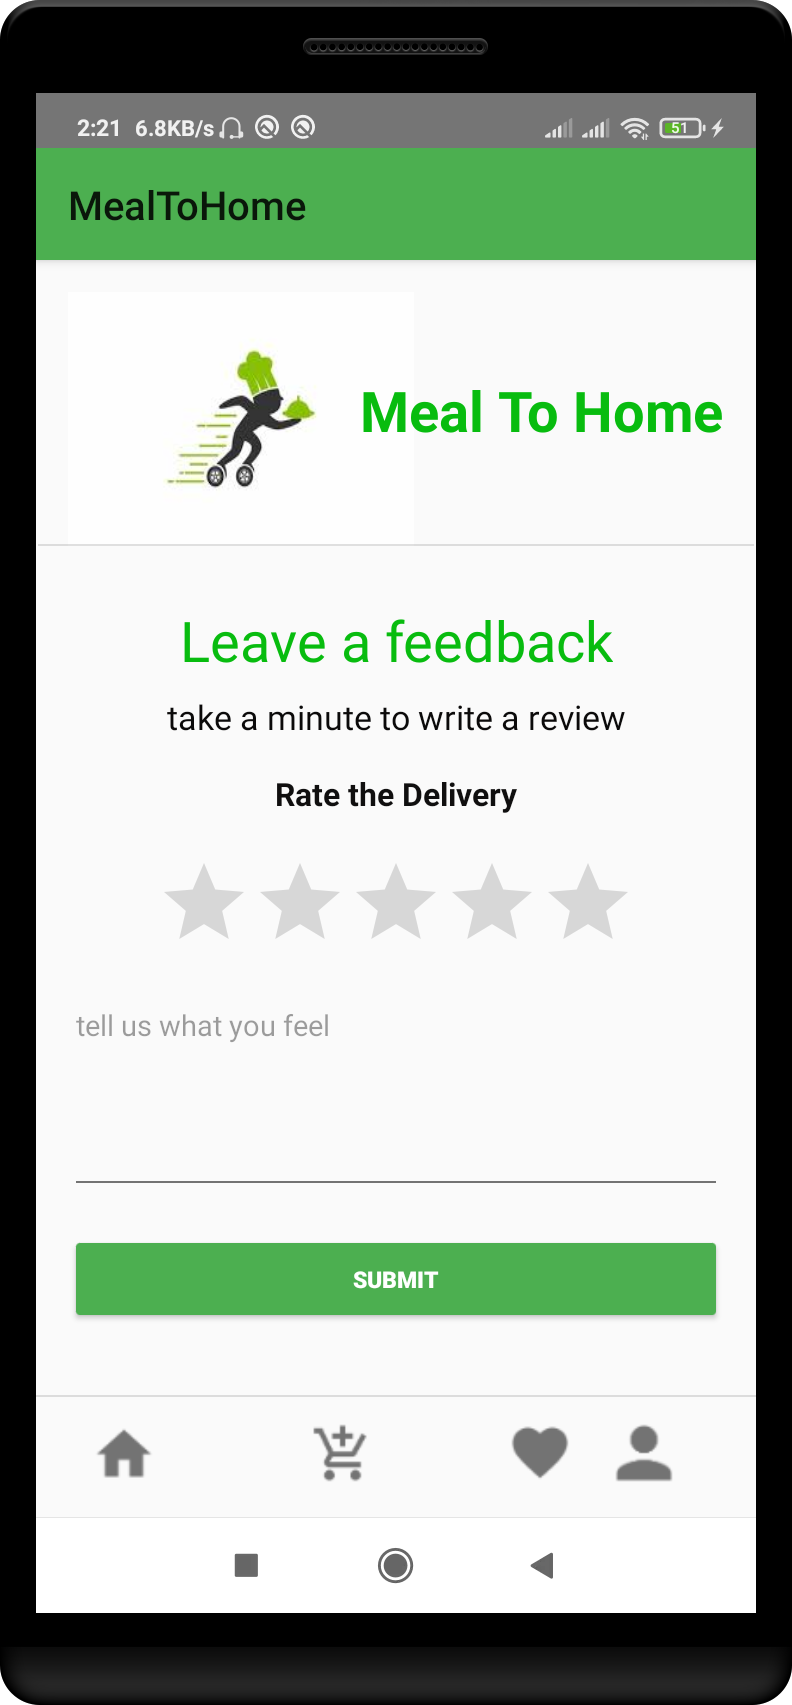 2:21 6.8KB/s 51
MealToHome
Meal To Home
Leave a feedback
take a minute to write a review
Rate the Delivery
tell us what you feel
SUBMIT